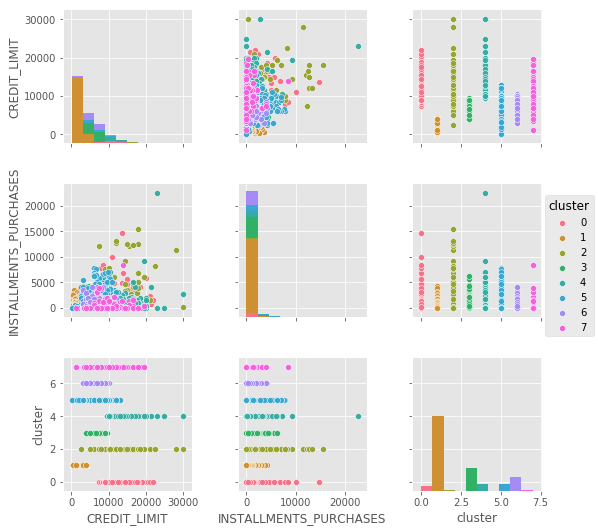 CREDIT_LIMIT
30000
20000
10000
0
INSTALLMENTS_PURCHASES
20000
15000
10000
5000
0
cluster
0
1
2
3
4
5
6
7
cluster
6
4
2
0
0 10000 20000 30000
CREDIT_LIMIT
0 10000 20000
INSTALLMENTS_PURCHASES
0.0 2.5 5.0 7.5
cluster